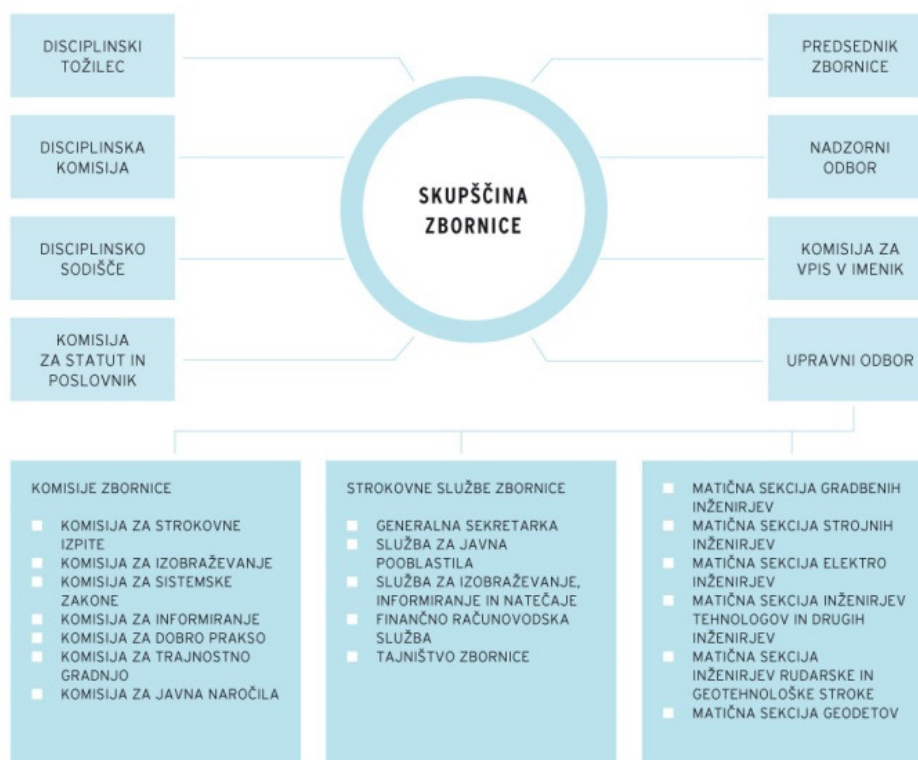 DISCIPLINSKI
TOŽILEC
DISCIPLINSKA
KOMISIJA
DISCIPLINSKO
SODIŠČE
KOMISIJA
ZA STATUT IN
POSLOVNIK
SKUPŠČINA
ZBORNICE
PREDSEDNIK
ZBORNICE
NADZORNI
ODBOR
KOMISIJA ZA
VPIS V IMENIK
UPRAVNI ODBOR
KOMISIJE ZBORNICE
KOMISIJA ZA STROKOVNE
IZPITE
KOMISIJA ZA IZOBRAŽEVANJE
KOMISIJA ZA SISTEMSKE
ZAKONE
KOMISIJA ZA INFORMIRANJE
KOMISIJA ZA DOBRO PRAKSO
KOMISIJA ZA TRAJNOSTNO
GRADNJO
KOMISIJA ZA JAVNA NAROČILA
STROKOVNE SLUŽBE ZBORNICE
GENERALNA SEKRETARKA
SLUŽBA ZA JAVNA
POOBLASTILA
SLUŽBA ZA IZOBRAŽEVANJE,
INFORMIRANJE IN NATEČAJE
FINANČNO RAČUNOVODSKA
SLUŽBA
TAJNIŠTVO ZBORNICE
MATIČNA SEKCIJA GRADBENIH
INŽENIRJEV
MATIČNA SEKCIJA STROJNIH
INŽENIRJEV
MATIČNA SEKCIJA ELEKTRO
INŽENIRJEV
MATIČNA SEKCIJA INŽENIRJEV
TEHNOLOGOV IN DRUGIH
INŽENIRJEV
MATIČNA SEKCIJA
INŽENIRJEV RUDARSKE IN
GEOTEHNOLOŠKE STROKE
MATIČNA SEKCIJA GEODETOV